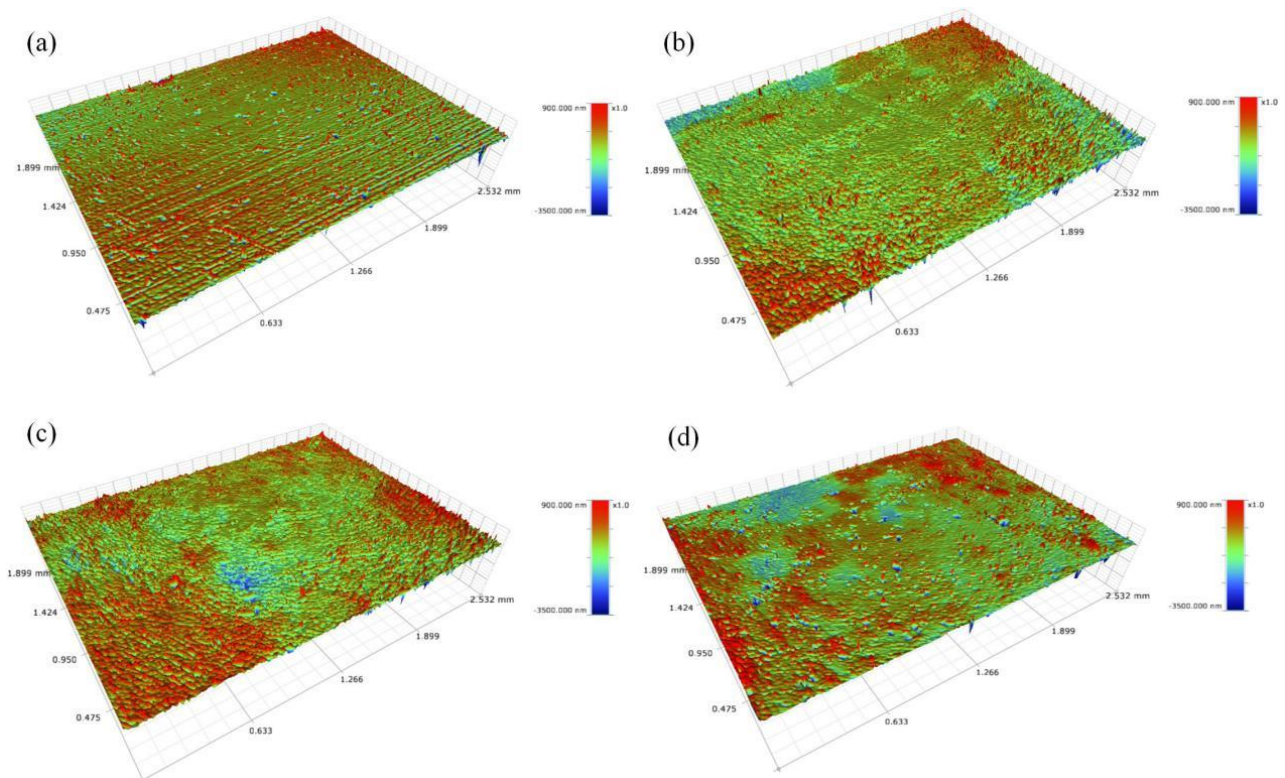 (a)
900.000 nm x1.0
-3500.000 nm
1.899 mm
1.424
0.950
0.475
0.633
1.266
1.899
2.532 mm
(b)
900.000 nm x1.0
-3500.000 nm
1.899 mm
1.424
0.950
0.475
0.633
1.266
1.899
2.532 mm
(c)
900.000 nm x1.0
-3500.000 nm
1.899 mm
1.424
0.950
0.475
0.633
1.266
1.899
2.532 mm
(d)
900.000 nm x1.0
-3500.000 nm
1.899 mm
1.424
0.950
0.475
0.633
1.266
1.899
2.532 mm